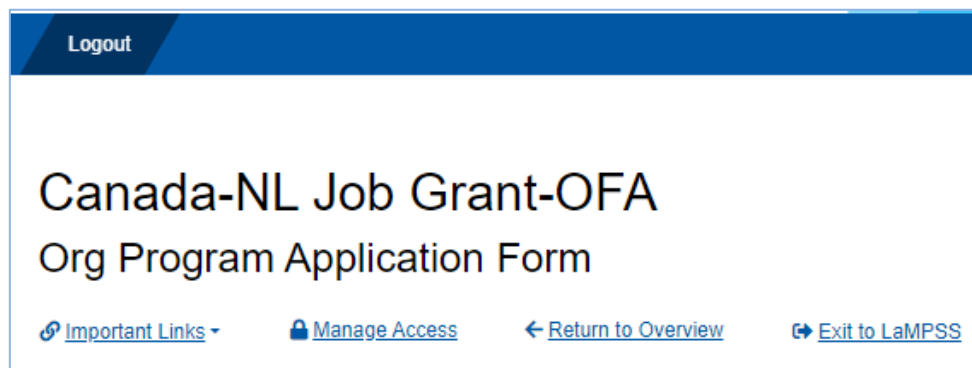 Logout
Canada-NL Job Grant-OFA
Org Program Application Form
Important Links Manage Access Return to Overview Exit to LaMPSS